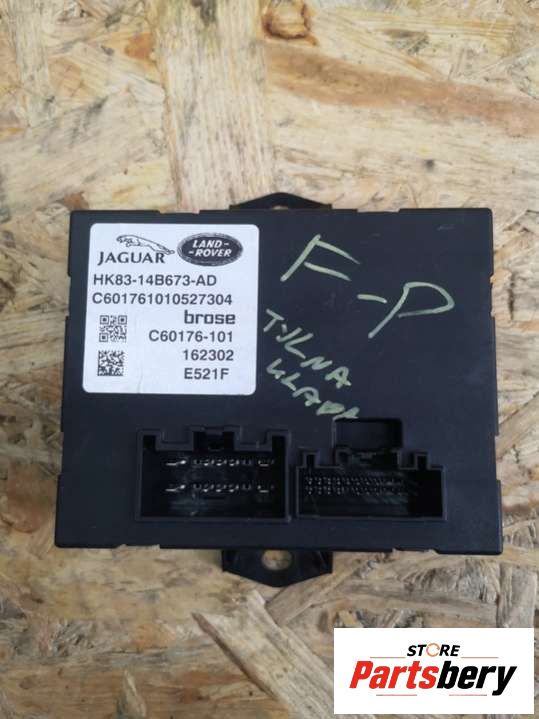 JAGUAR
LAND-
-ROVER
HK83-14B673-AD
C601761010527304
brose
C60176-101
162302
E521F
F-P
TYLNA
KLAPA
STORE
Partsbery